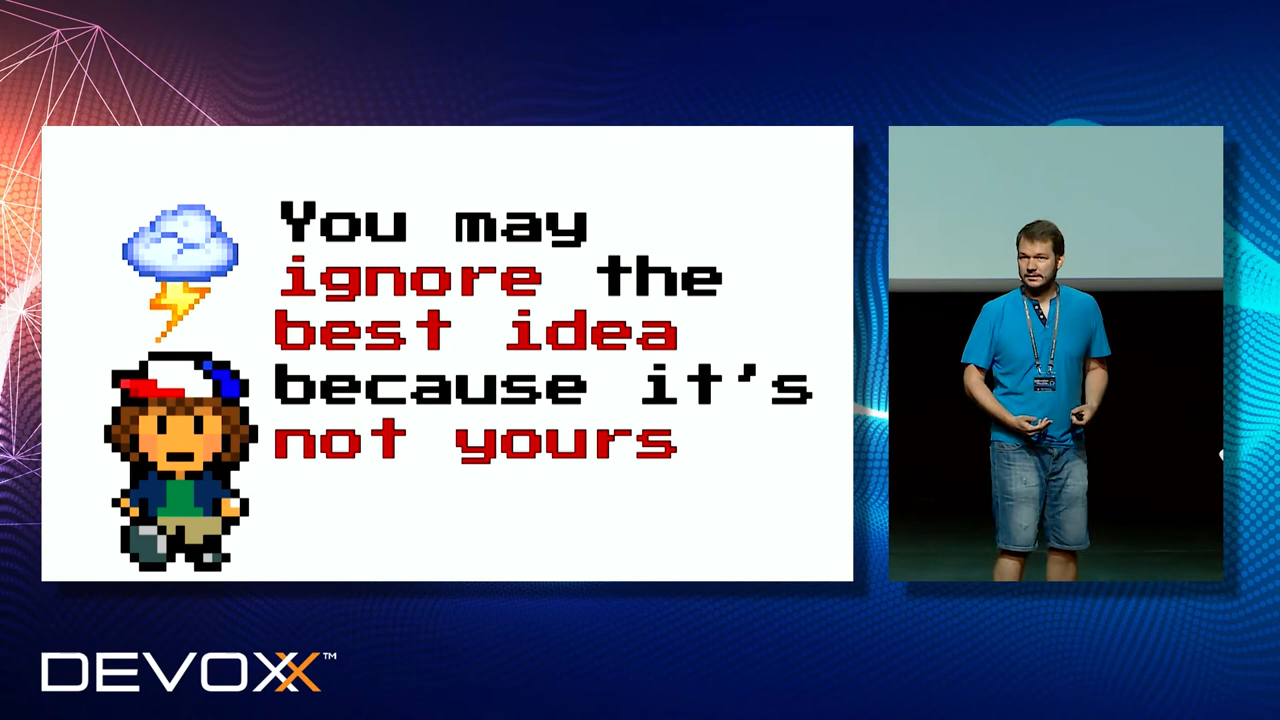 You may
ignore the
best idea
because it's
not yours
DEVOXX™